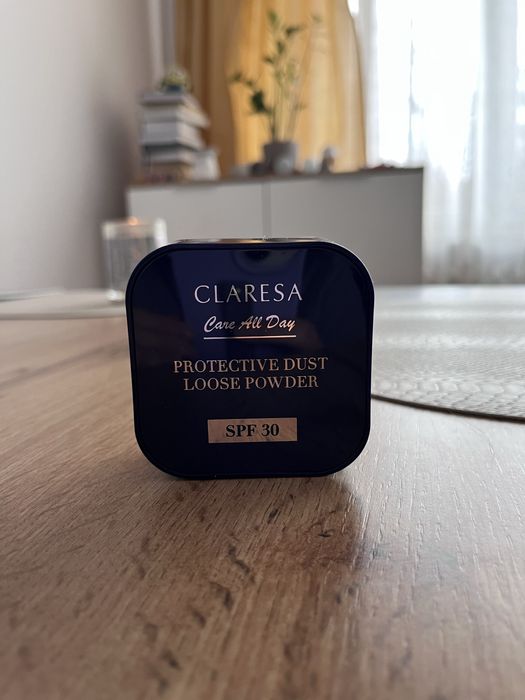 CLARESA
Care All Day
PROTECTIVE DUST
LOOSE POWDER
SPF 30